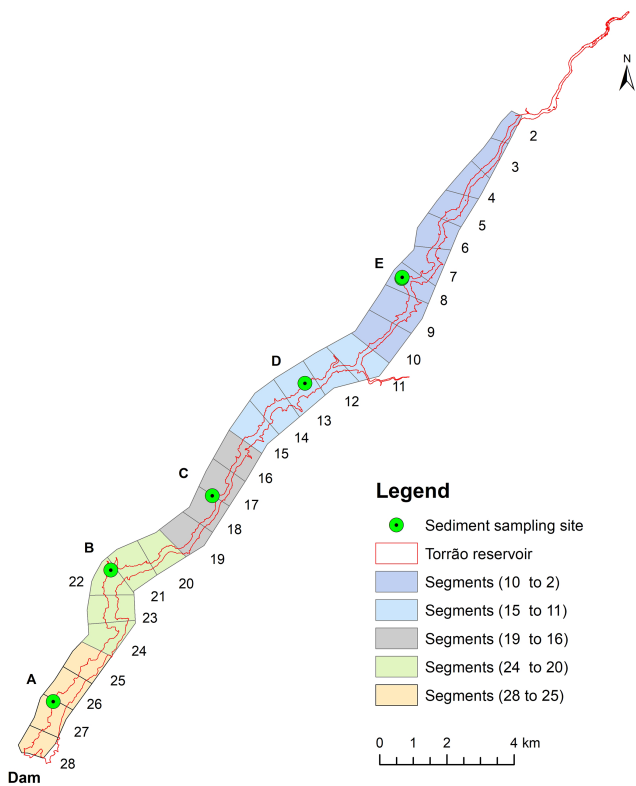 N
2
3
4
5
6
E
7
8
9
10
D
11
12
13
14
15
C
16
17
18
19
B
20
22
21
23
24
A
25
26
27
28
Dam
Legend
Sediment sampling site
Torrão reservoir
Segments (10 to 2)
Segments (15 to 11)
Segments (19 to 16)
Segments (24 to 20)
Segments (28 to 25)
0 2 4 km